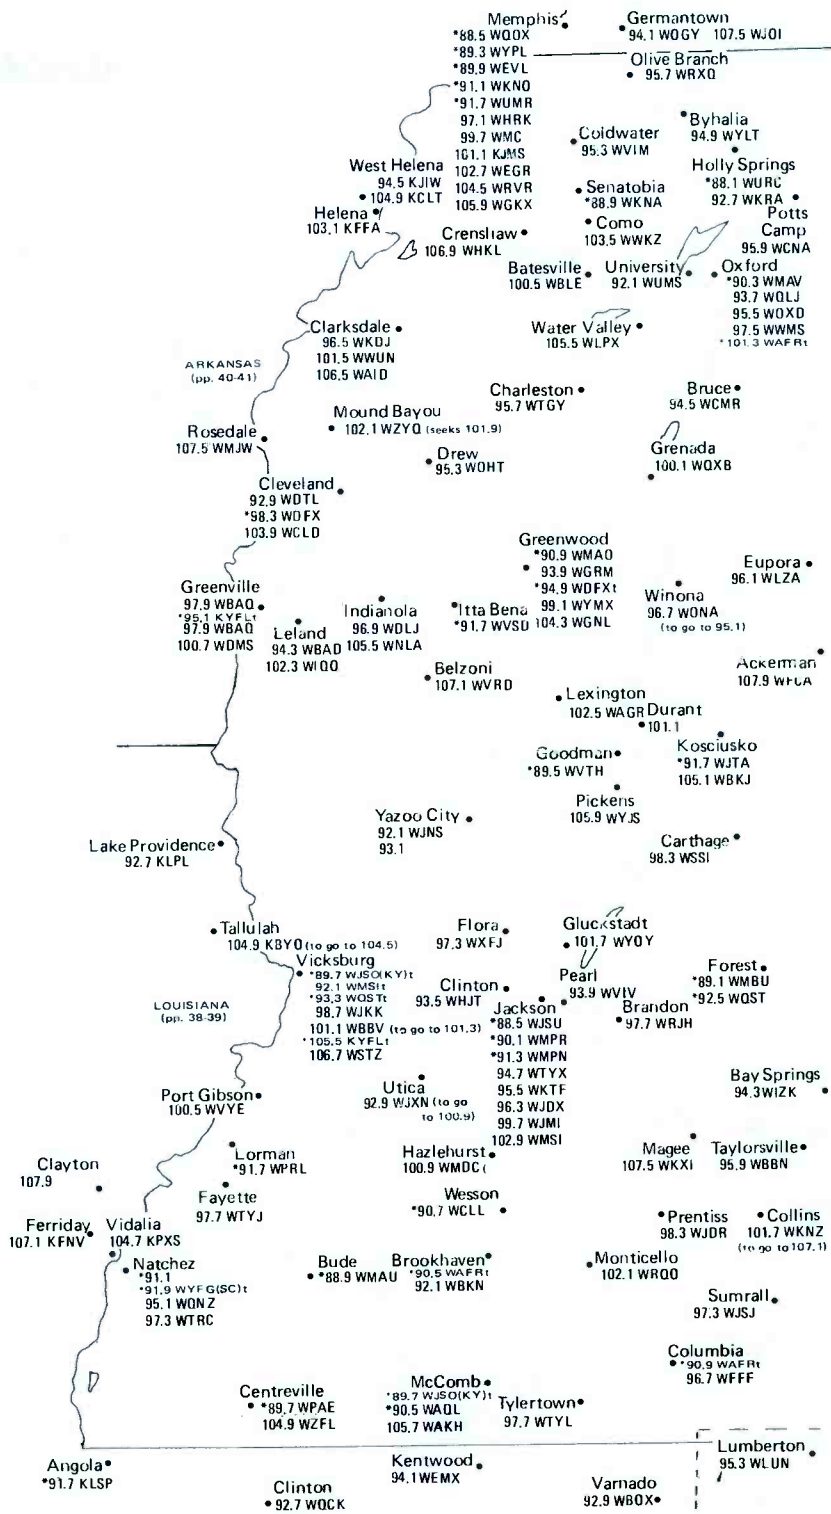 Memphis
*88.5 WQOX
*89.3 WYPL
*89.9 WEVL
*91.1 WKNO
*91.7 WUMR
97.1 WHRK
99.7 WMC
101.1 KJMS
102.7 WEGR
104.5 WRVR
105.9 WGKX
Germantown
94.1 WOGY 107.5 WJOI
Olive Branch
95.7 WRXQ
Byhalia
94.9 WYLT
Coldwater
95.3 WVIM
Holly Springs
*88.1 WURC
92.7 WKRA
West Helena
94.5 KJIW
104.9 KCLT
Senatobia
*88.9 WKNA
Potts
Camp
95.9 WCNA
Helena
103.1 KFFA
Como
103.5 WWKZ
Crenshaw
106.9 WHKL
Batesville
100.5 WBLE
University
92.1 WUMS
Oxford
*90.3 WMAV
93.7 WQLJ
95.5 WOXD
97.5 WWMS
*101.3 WAFRt
Clarksdale
96.5 WKDJ
101.5 WWUN
106.5 WAID
Water Valley
105.5 WLPX
ARKANSAS
(pp. 40-41)
Charleston
95.7 WTGY
Bruce
94.5 WCMR
Mound Bayou
102.1 WZYQ (seeks 101.9)
Rosedale
107.5 WMJW
Drew
95.3 WOHT
Grenada
100.1 WQXB
Cleveland
92.9 WDTL
*98.3 WDFX
103.9 WCLD
Greenwood
*90.9 WMAO
93.9 WGRM
*94.9 WDFXt
99.1 WYMX
104.3 WGNL
Eupora
96.1 WLZA
Greenville
97.9 WBAQ
*95.1 KYFLt
97.9 WBAQ
100.7 WDMS
Winona
96.7 WONA
(to go to 95.1)
Indianola
96.9 WDLJ
105.5 WNLA
Itta Bena
*91.7 WVSD
Leland
94.3 WBAD
102.3 WIQO
Ackerman
107.9 WFCA
Belzoni
107.1 WVRD
Lexington
102.5 WAGR
Durant
101.1
Kosciusko
*91.7 WJTA
105.1 WBKJ
Goodman
*89.5 WVTH
Pickens
105.9 WYJS
Yazoo City
92.1 WJNS
93.1
Lake Providence
92.7 KLPL
Carthage
98.3 WSSI
Tallulah
104.9 KBYO (to go to 104.5)
Flora
97.3 WXFJ
Gluckstadt
101.7 WYOY
Vicksburg
*89.7 WJSO(KY)t
92.1 WMSIt
*93.3 WQSTt
98.7 WJKK
101.1 WBBV (to go to 101.3)
*105.5 KYFLt
106.7 WSTZ
Clinton
93.5 WHJT
Pearl
93.9 WVIV
Forest
*89.1 WMBU
*92.5 WQST
LOUISIANA
(pp. 38-39)
Jackson
*88.5 WJSU
*90.1 WMPR
*91.3 WMPN
94.7 WTYX
95.5 WKTF
96.3 WJDX
99.7 WJMI
102.9 WMSI
Brandon
97.7 WRJH
Port Gibson
100.5 WVYE
Utica
92.9 WJXN (to go
to 100.9)
Bay Springs
94.3 WIZK
Lorman
*91.7 WPRL
Hazlehurst
100.9 WMDC (
Magee
107.5 WKXI
Taylorsville
95.9 WBBN
Clayton
107.9
Fayette
97.7 WTYJ
Wesson
*90.7 WCLL
Ferriday
107.1 KFNV
Vidalia
104.7 KPXS
Prentiss
98.3 WJDR
Collins
101.7 WKNZ
(to go to 107.1)
Natchez
*91.1
*91.9 WYFG(SC)t
95.1 WQNZ
97.3 WTRC
Bude
*88.9 WMAU
Brookhaven
*90.5 WAFRt
92.1 WBKN
Monticello
102.1 WRQO
Sumrall
97.3 WJSJ
Columbia
*90.9 WAFRt
96.7 WFFF
Centreville
*89.7 WPAE
104.9 WZFL
McComb
*89.7 WJSO(KY)t
*90.5 WAQL
105.7 WAKH
Tylertown
97.7 WTYL
Angola
*91.7 KLSP
Kentwood
94.1 WEMX
Lumberton
95.3 WLUN
Clinton
92.7 WQCK
Varnado
92.9 WBOX